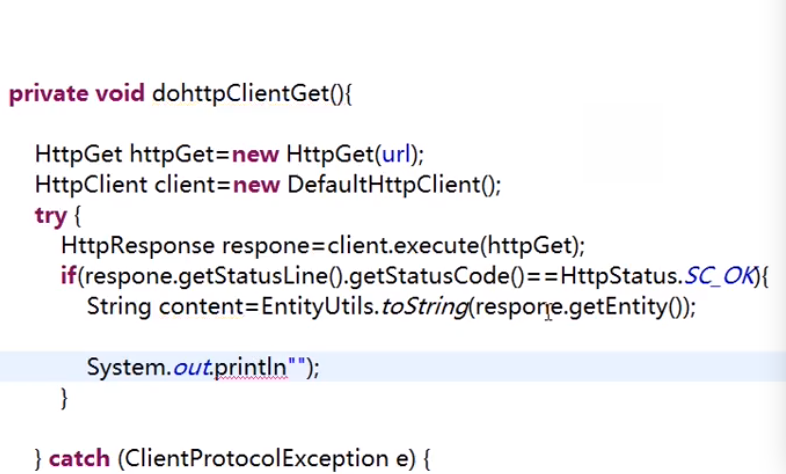 private void dohttpClientGet(){
HttpGet httpGet=new HttpGet(url);
HttpClient client=new DefaultHttpClient();
try {
HttpResponse respone=client.execute(httpGet);
if(respone.getStatusLine().getStatusCode()==HttpStatus.SC_OK){
String content=EntityUtils.toString(respone.getEntity());
System.out.println"");
}
} catch (ClientProtocolException e) {